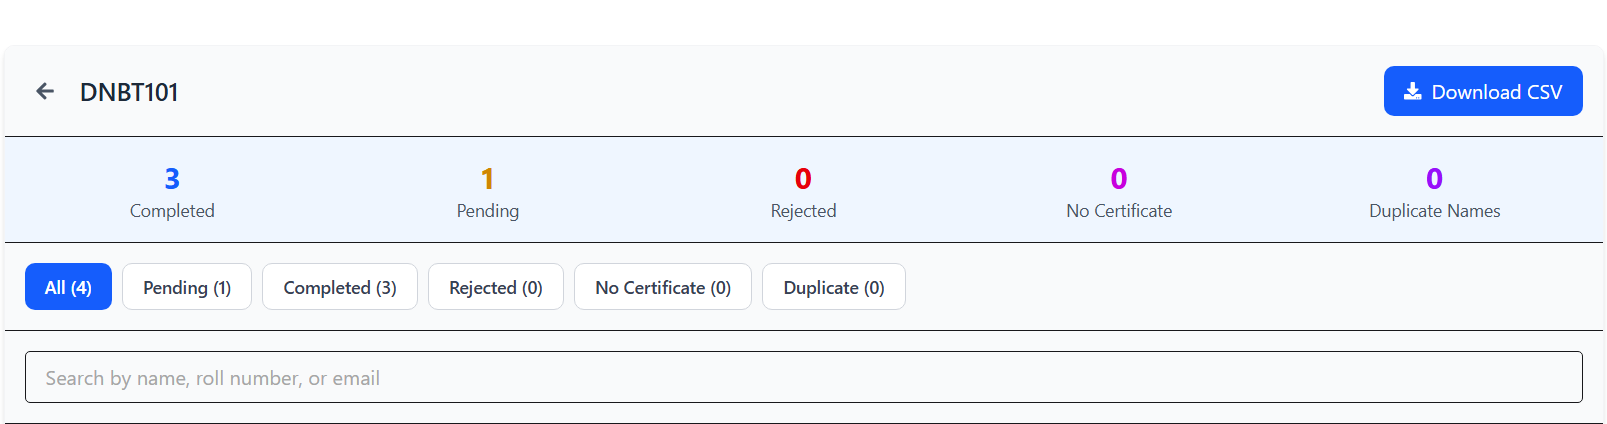 DNBT101
Download CSV
3
Completed
1
Pending
0
Rejected
0
No Certificate
0
Duplicate Names
All (4)
Pending (1)
Completed (3)
Rejected (0)
No Certificate (0)
Duplicate (0)
Search by name, roll number, or email